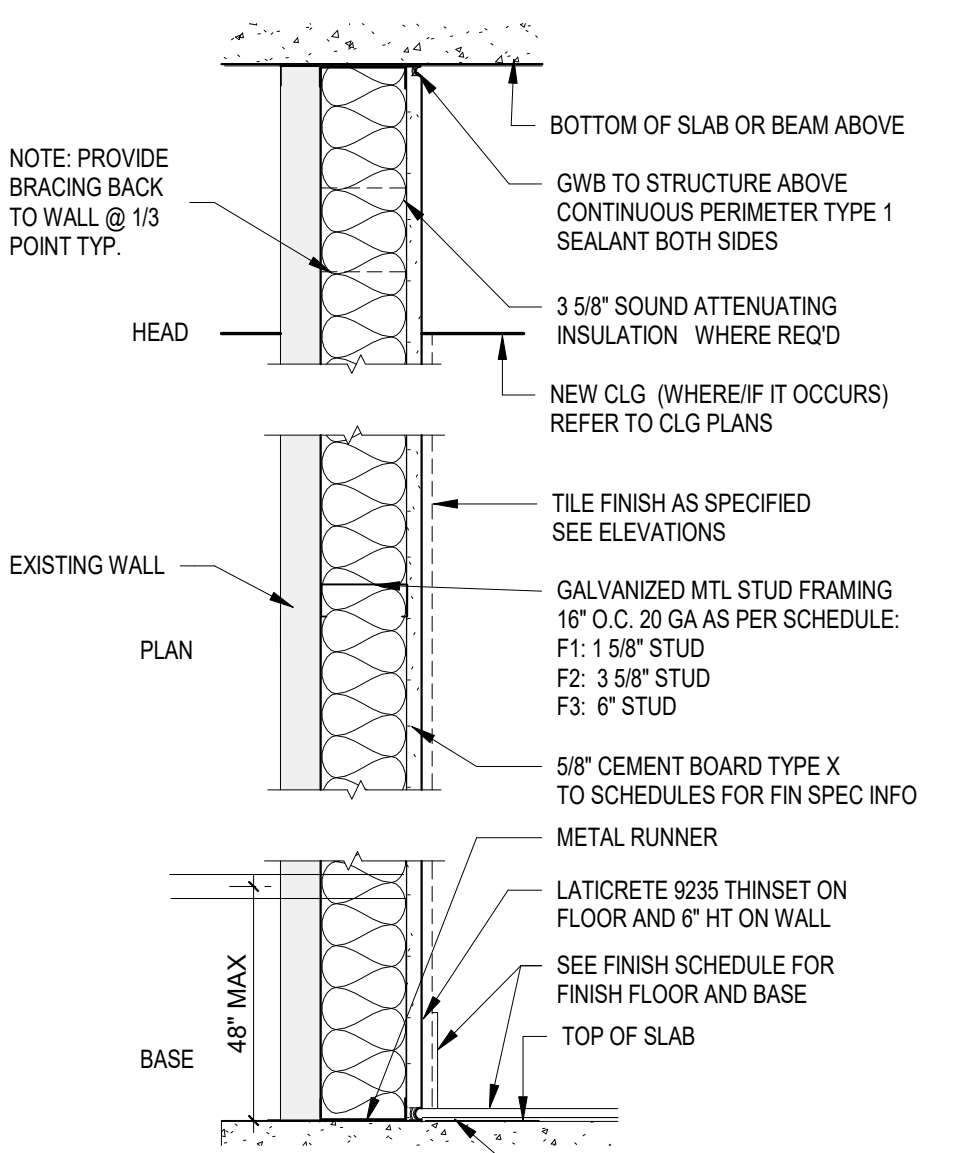 BOTTOM OF SLAB OR BEAM ABOVE
NOTE: PROVIDE
BRACING BACK
TO WALL @ 1/3
POINT TYP.
GWB TO STRUCTURE ABOVE
CONTINUOUS PERIMETER TYPE 1
SEALANT BOTH SIDES
3 5/8" SOUND ATTENUATING
INSULATION WHERE REQ'D
HEAD
NEW CLG (WHERE/IF IT OCCURS)
REFER TO CLG PLANS
TILE FINISH AS SPECIFIED
SEE ELEVATIONS
EXISTING WALL
GALVANIZED MTL STUD FRAMING
16" O.C. 20 GA AS PER SCHEDULE:
F1: 1 5/8" STUD
F2: 3 5/8" STUD
F3: 6" STUD
PLAN
5/8" CEMENT BOARD TYPE X
TO SCHEDULES FOR FIN SPEC INFO
METAL RUNNER
LATICRETE 9235 THINSET ON
FLOOR AND 6" HT ON WALL
SEE FINISH SCHEDULE FOR
FINISH FLOOR AND BASE
48" MAX
TOP OF SLAB
BASE